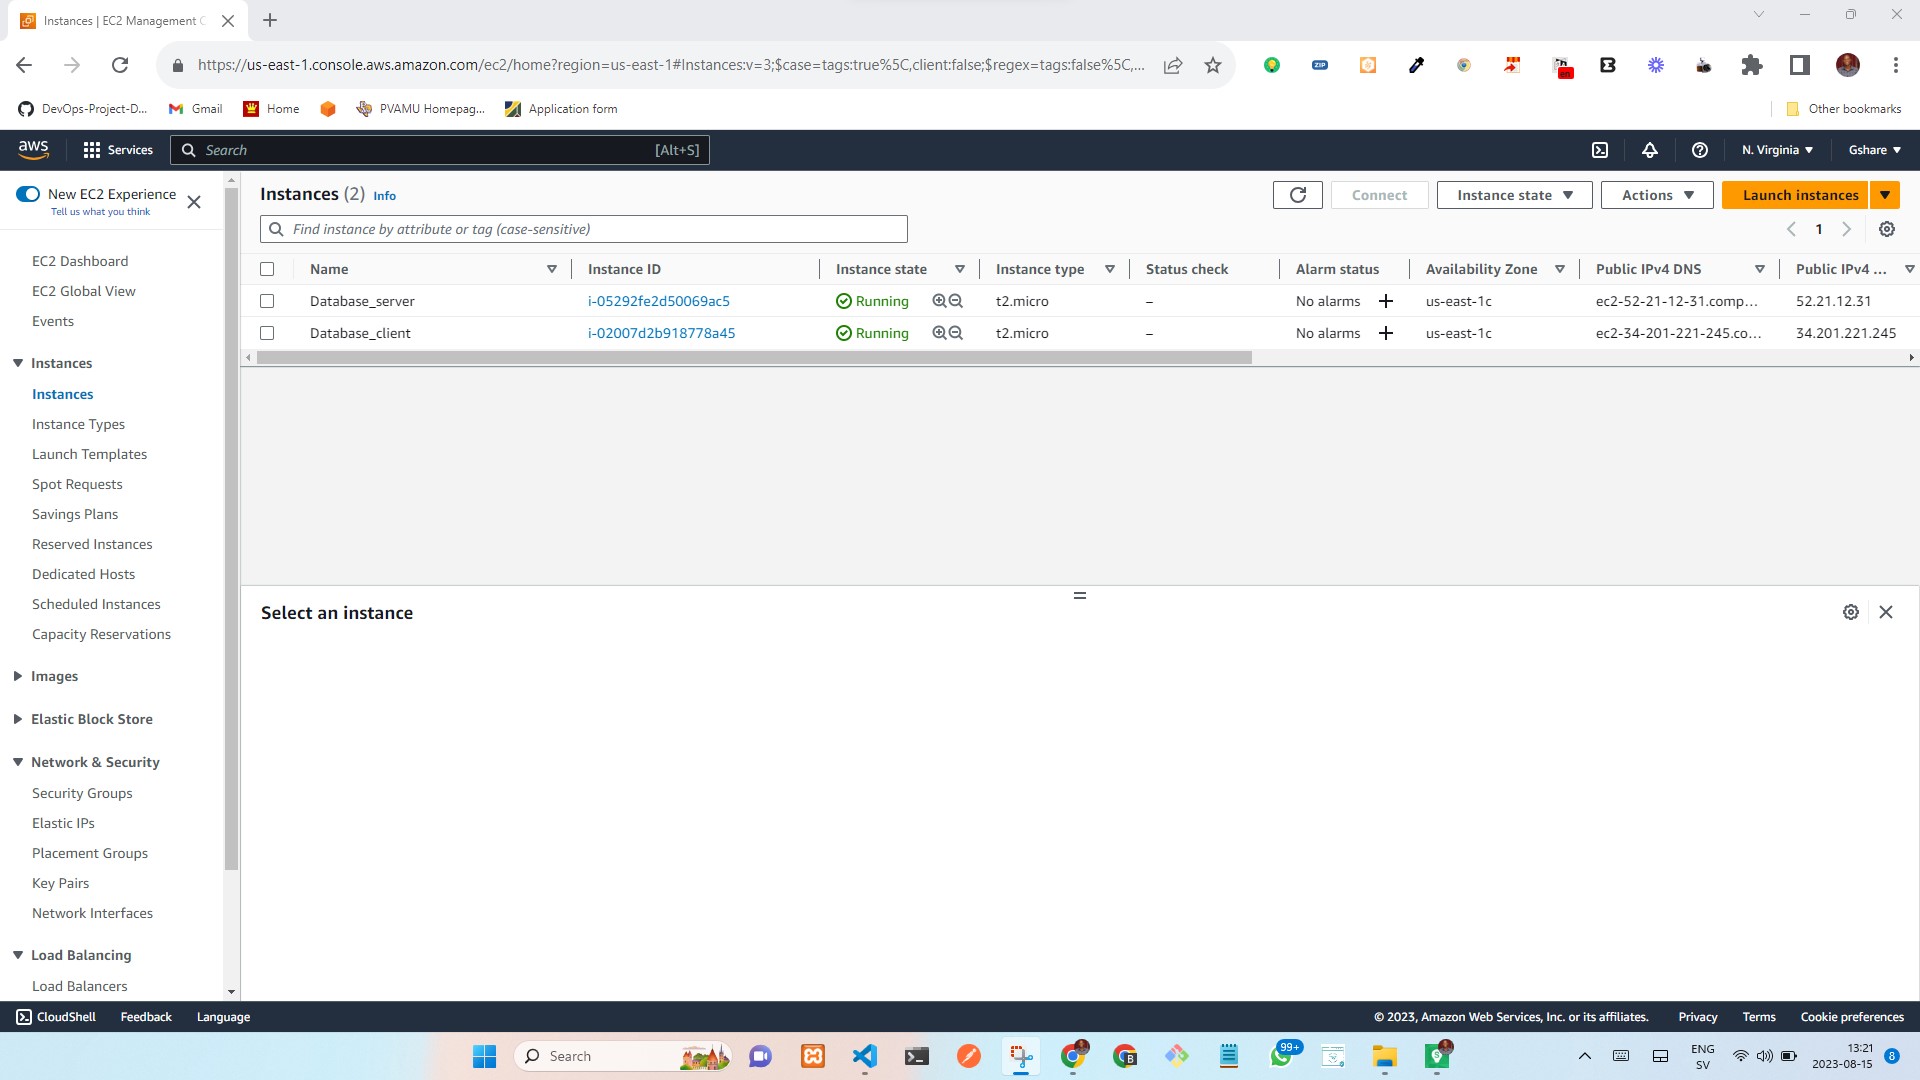 Instances | EC2 Management C
https://us-east-1.console.aws.amazon.com/ec2/home?region=us-east-1#Instances:v=3;$case=tags:true%5C,client:false;$regex=tags:false%5C,...
ZIP
en
DevOps-Project-D...
Gmail
Home
PVAMU Homepag...
Application form
Other bookmarks
aws
Services
Search
[Alt+S]
N. Virginia
Gshare
New EC2 Experience
Tell us what you think
EC2 Dashboard
EC2 Global View
Events
Instances
Instances
Instance Types
Launch Templates
Spot Requests
Savings Plans
Reserved Instances
Dedicated Hosts
Scheduled Instances
Capacity Reservations
Images
Elastic Block Store
Network & Security
Security Groups
Elastic IPs
Placement Groups
Key Pairs
Network Interfaces
Load Balancing
Load Balancers
Instances (2) Info
Connect
Instance state
Actions
Launch instances
Find instance by attribute or tag (case-sensitive)
1
Name Instance ID Instance state Instance type Status check Alarm status Availability Zone Public IPv4 DNS Public IPv4 ...
Database_server i-05292fe2d50069ac5 Running t2.micro – No alarms + us-east-1c ec2-52-21-12-31.comp... 52.21.12.31
Database_client i-02007d2b918778a45 Running t2.micro – No alarms + us-east-1c ec2-34-201-221-245.co... 34.201.221.245
Select an instance
CloudShell
Feedback
Language
© 2023, Amazon Web Services, Inc. or its affiliates.
Privacy
Terms
Cookie preferences
Search
99+
ENG
SV
13:21
2023-08-15
8